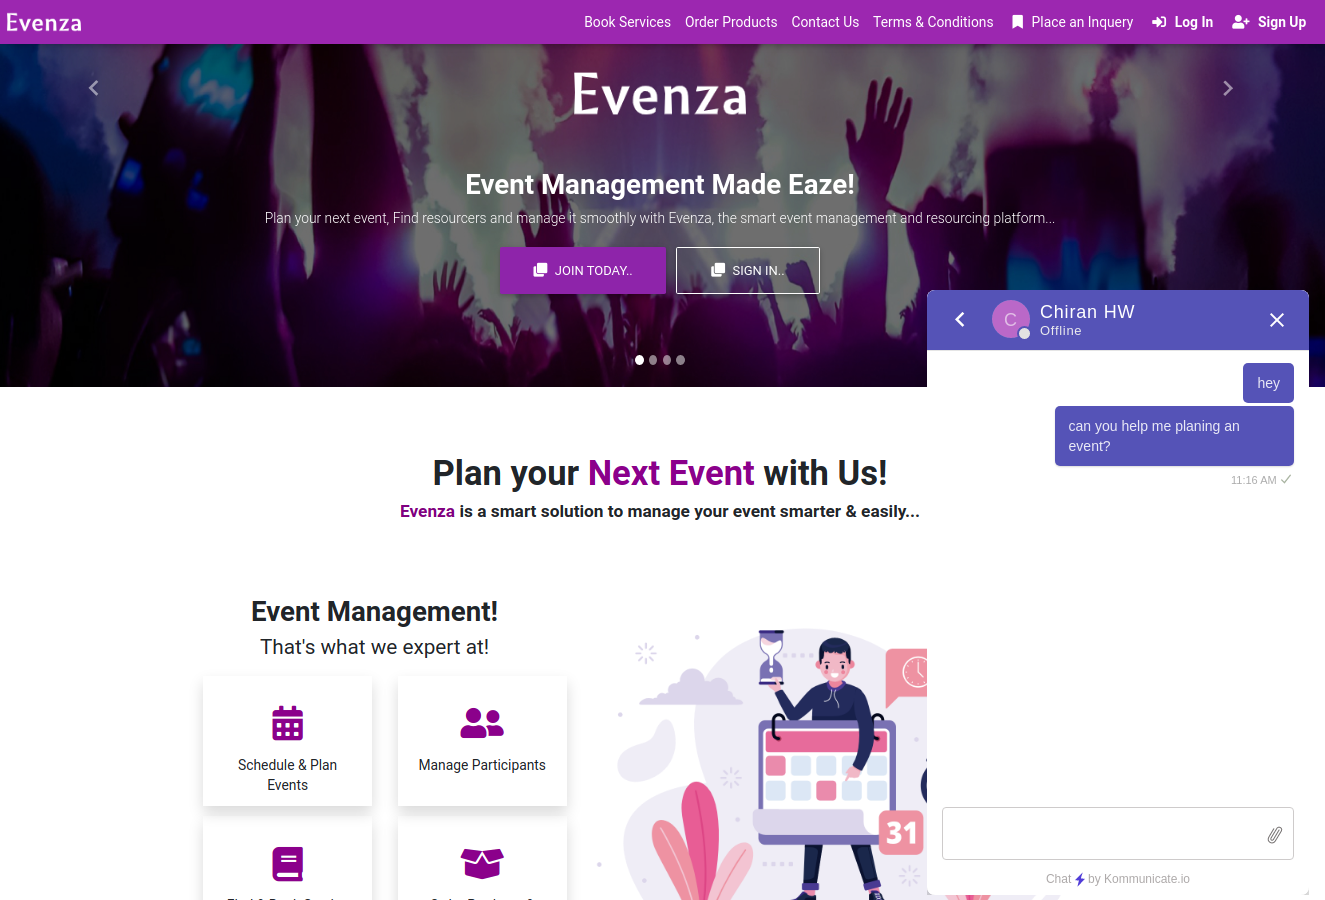 Evenza
Book Services
Order Products
Contact Us
Terms & Conditions
Place an Inquery
Log In
Sign Up
Evenza
Event Management Made Eaze!
Plan your next event, Find resourcers and manage it smoothly with Evenza, the smart event management and resourcing platform...
JOIN TODAY..
SIGN IN..
Plan your Next Event with Us!
Evenza is a smart solution to manage your event smarter & easily...
Event Management!
That's what we expert at!
Schedule & Plan
Events
Manage Participants
31
C
Chiran HW
Offline
hey
can you help me planing an
event?
11:16 AM
Chat by Kommunicate.io